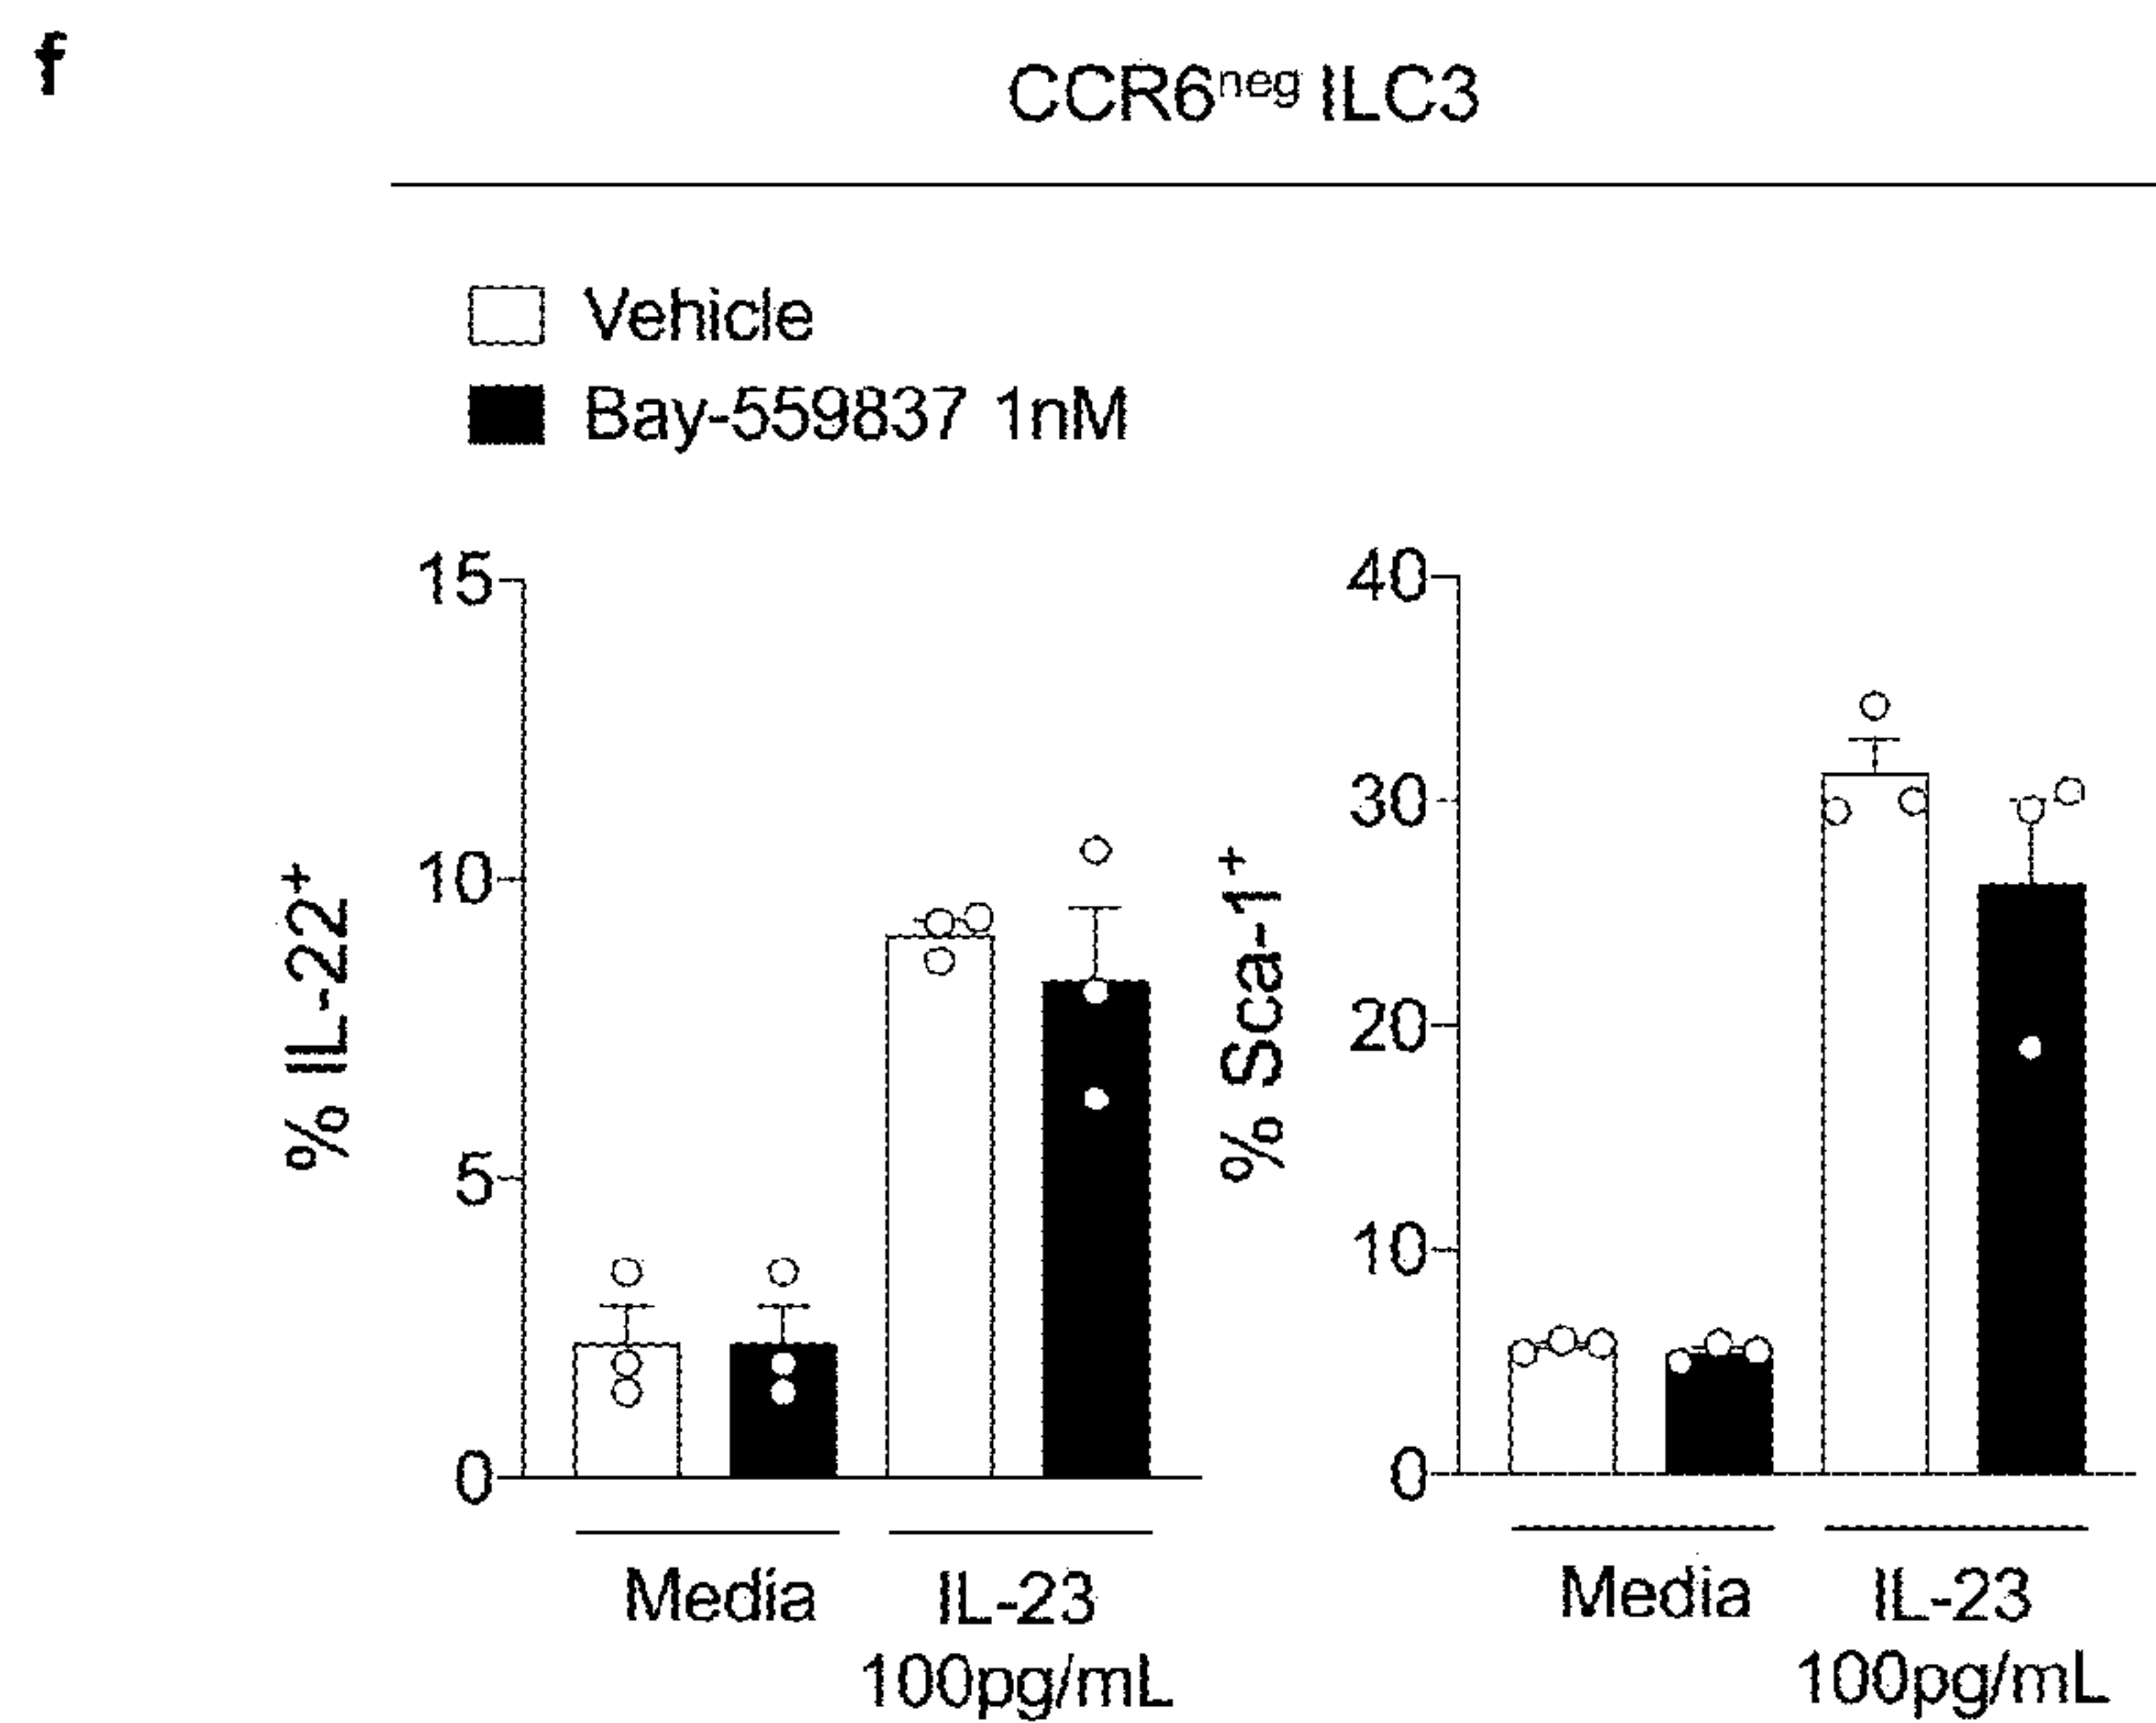 f
CCR6neg ILC3
Vehicle
Bay-559837 1nM
% IL-22+
15
10
5
0
Media
IL-23
100pg/mL
% Sca-1+
40
30
20
10
0
Media
IL-23
100pg/mL